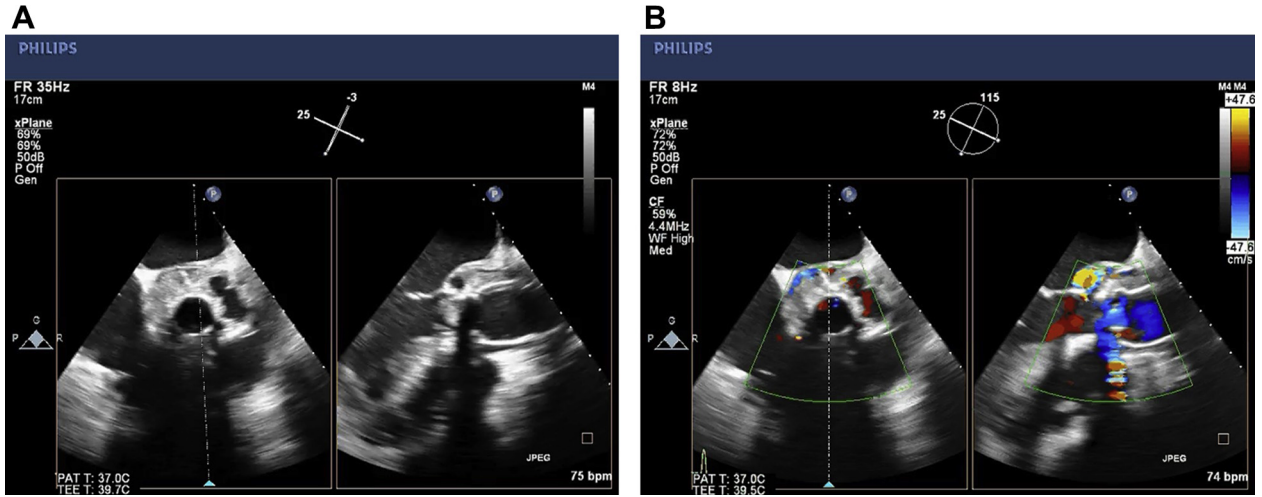 A
PHILIPS
FR 35Hz
17cm
xPlane
69%
69%
50dB
P Off
Gen
-3
25
M4
P
P
G
P
R
JPEG
PAT T: 37.0C
TEE T: 39.7C
75 bpm
B
PHILIPS
FR 8Hz
17cm
xPlane
72%
72%
50dB
P Off
Gen
CF
59%
4.4MHz
WF High
Med
115
25
M4 M4
+47.6
-47.6
cm/s
P
P
G
P
R
JPEG
PAT T: 37.0C
TEE T: 39.5C
74 bpm